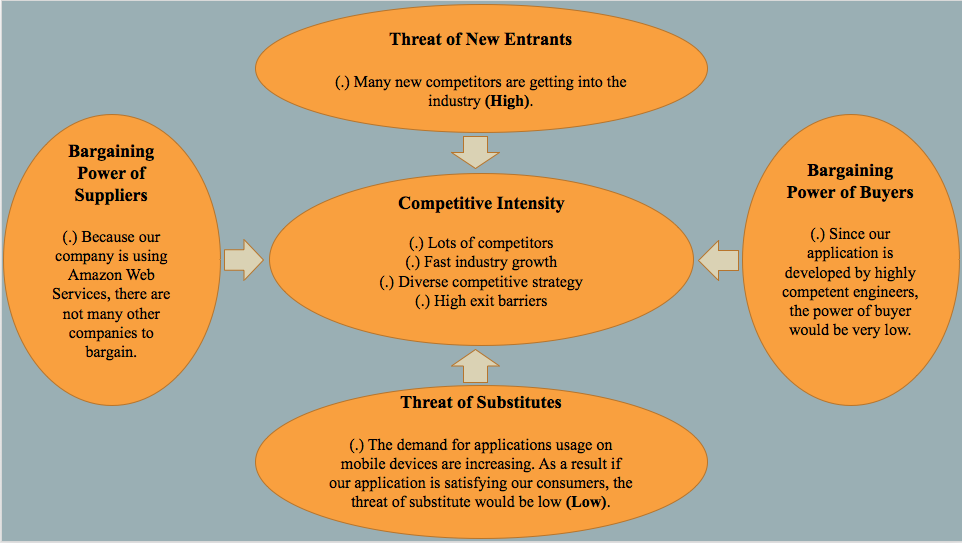 Threat of New Entrants
(.) Many new competitors are getting into the
industry (High).
Bargaining
Power of
Suppliers
(.) Because our
company is using
Amazon Web
Services, there are
not many other
companies to
bargain.
Competitive Intensity
(.) Lots of competitors
(.) Fast industry growth
(.) Diverse competitive strategy
(.) High exit barriers
Bargaining
Power of Buyers
(.) Since our
application is
developed by highly
competent engineers,
the power of buyer
would be very low.
Threat of Substitutes
(.) The demand for applications usage on
mobile devices are increasing. As a result if
our application is satisfying our consumers, the
threat of substitute would be low (Low).